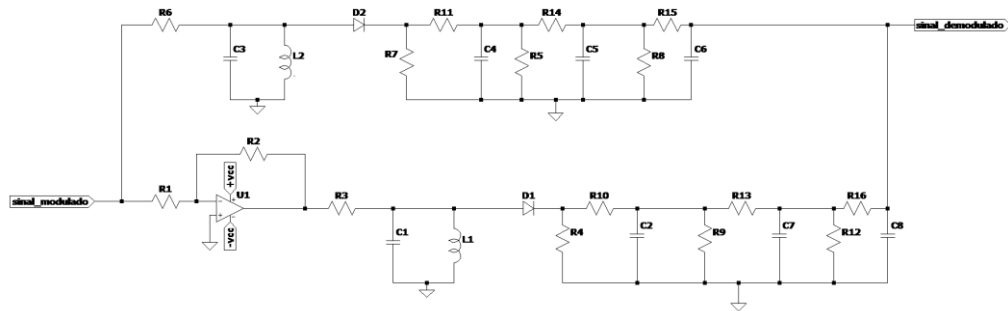 R6
D2
R11
R14
R15
sinal_demodulado
C3
L2
R7
C4
R5
C5
R8
C6
R2
+vcc
U1
sinal_modulado
R1
-vcc
R3
D1
R10
R13
R16
C1
L1
R4
C2
R9
C7
R12
C8